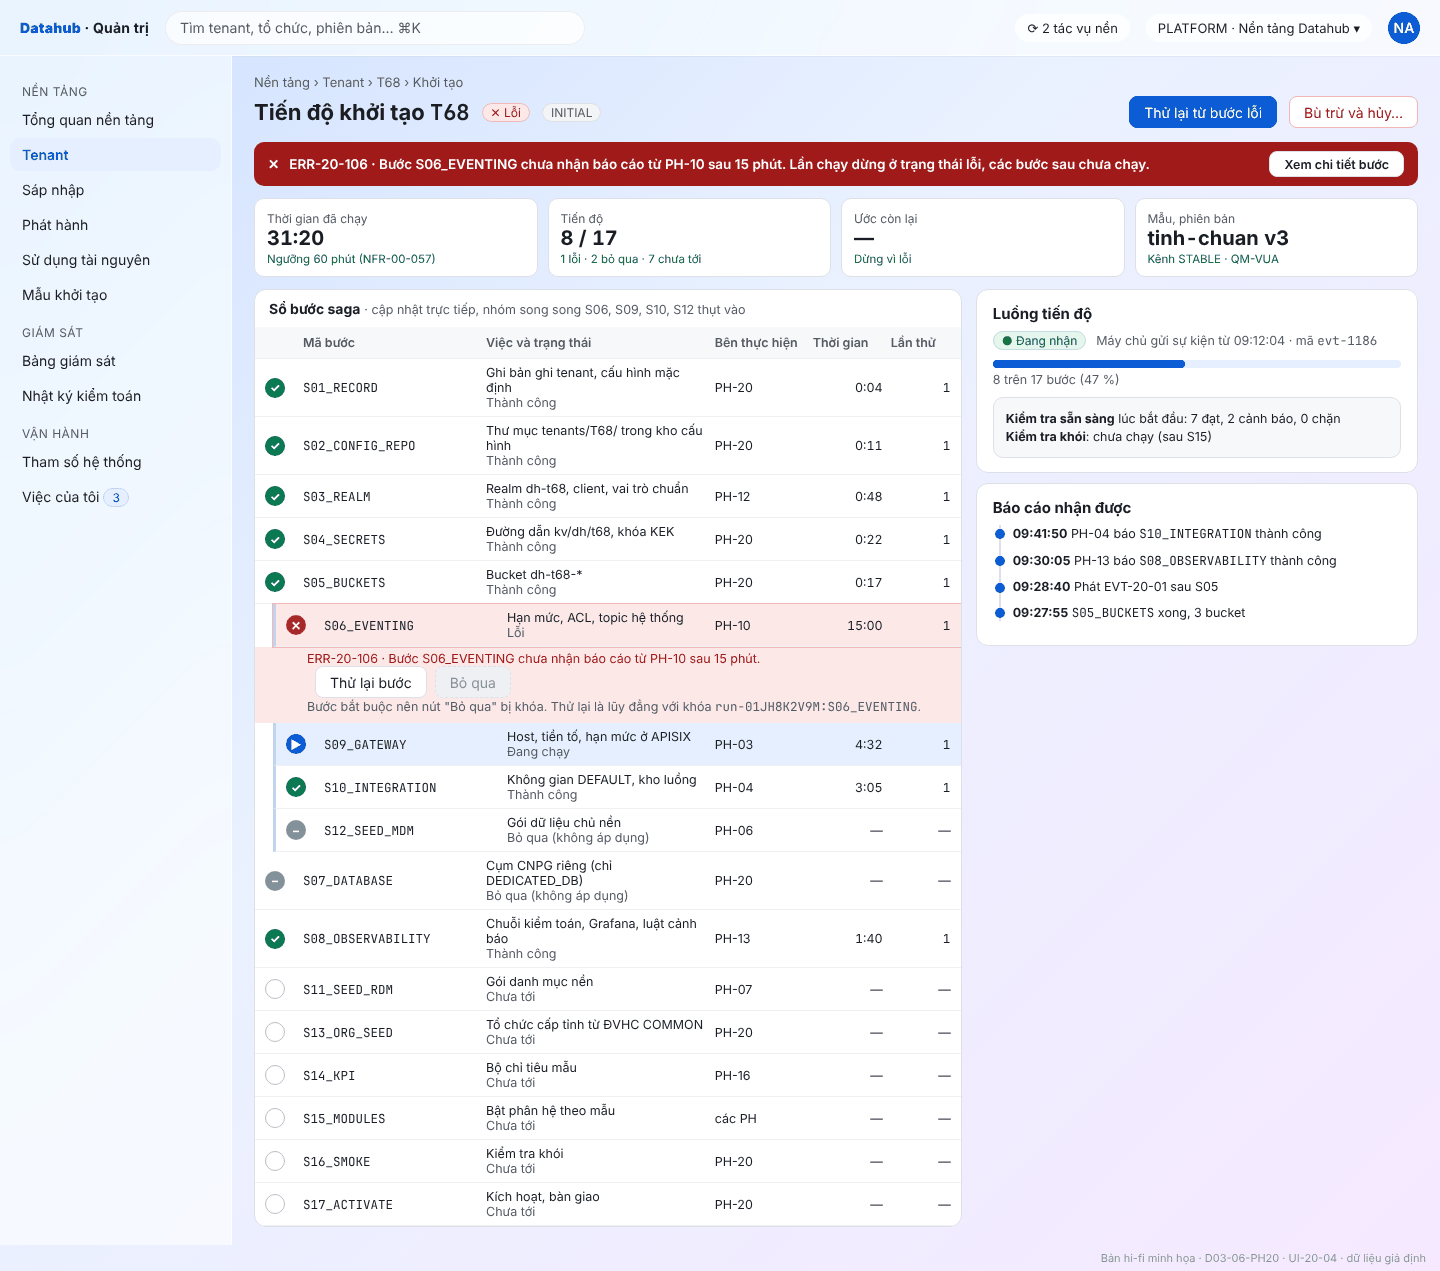 Datahub · Quản trị
Tìm tenant, tổ chức, phiên bản... ⌘K
⟳ 2 tác vụ nền
PLATFORM · Nền tảng Datahub ▾
NA
NỀN TẢNG
Tổng quan nền tảng
Tenant
Sáp nhập
Phát hành
Sử dụng tài nguyên
Mẫu khởi tạo
GIÁM SÁT
Bảng giám sát
Nhật ký kiểm toán
VẬN HÀNH
Tham số hệ thống
Việc của tôi 3
Nền tảng › Tenant › T68 › Khởi tạo
Tiến độ khởi tạo T68
✕ Lỗi
INITIAL
Thử lại từ bước lỗi
Bù trừ và hủy...
✕ ERR-20-106 · Bước S06_EVENTING chưa nhận báo cáo từ PH-10 sau 15 phút. Lần chạy dừng ở trạng thái lỗi, các bước sau chưa chạy.
Xem chi tiết bước
Thời gian đã chạy
31:20
Ngưỡng 60 phút (NFR-00-057)
Tiến độ
8 / 17
1 lỗi · 2 bỏ qua · 7 chưa tới
Ước còn lại
—
Dừng vì lỗi
Mẫu, phiên bản
tinh-chuan v3
Kênh STABLE · QM-VUA
Sổ bước saga · cập nhật trực tiếp, nhóm song song S06, S09, S10, S12 thụt vào
Mã bước Việc và trạng thái Bên thực hiện Thời gian Lần thử
S01_RECORD Ghi bản ghi tenant, cấu hình mặc định PH-20 0:04 1
Thành công
S02_CONFIG_REPO Thư mục tenants/T68/ trong kho cấu hình PH-20 0:11 1
Thành công
S03_REALM Realm dh-t68, client, vai trò chuẩn PH-12 0:48 1
Thành công
S04_SECRETS Đường dẫn kv/dh/t68, khóa KEK PH-20 0:22 1
Thành công
S05_BUCKETS Bucket dh-t68-* PH-20 0:17 1
Thành công
S06_EVENTING Hạn mức, ACL, topic hệ thống PH-10 15:00 1
Lỗi
ERR-20-106 · Bước S06_EVENTING chưa nhận báo cáo từ PH-10 sau 15 phút.
Thử lại bước
Bỏ qua
Bước bắt buộc nên nút "Bỏ qua" bị khóa. Thử lại là lũy đẳng với khóa run-01JH8K2V9M:S06_EVENTING.
S09_GATEWAY Host, tiền tố, hạn mức ở APISIX PH-03 4:32 1
Đang chạy
S10_INTEGRATION Không gian DEFAULT, kho luồng PH-04 3:05 1
Thành công
S12_SEED_MDM Gói dữ liệu chủ nền PH-06 — —
Bỏ qua (không áp dụng)
S07_DATABASE Cụm CNPG riêng (chỉ DEDICATED_DB) PH-20 — —
Bỏ qua (không áp dụng)
S08_OBSERVABILITY Chuỗi kiểm toán, Grafana, luật cảnh báo PH-13 1:40 1
Thành công
S11_SEED_RDM Gói danh mục nền PH-07 — —
Chưa tới
S13_ORG_SEED Tổ chức cấp tỉnh từ ĐVHC COMMON PH-20 — —
Chưa tới
S14_KPI Bộ chỉ tiêu mẫu PH-16 — —
Chưa tới
S15_MODULES Bật phân hệ theo mẫu các PH — —
Chưa tới
S16_SMOKE Kiểm tra khói PH-20 — —
Chưa tới
S17_ACTIVATE Kích hoạt, bàn giao PH-20 — —
Chưa tới
Luồng tiến độ
Đang nhận
Máy chủ gửi sự kiện từ 09:12:04 · mã evt-1186
8 trên 17 bước (47 %)
Kiểm tra sẵn sàng lúc bắt đầu: 7 đạt, 2 cảnh báo, 0 chặn
Kiểm tra khói: chưa chạy (sau S15)
Báo cáo nhận được
09:41:50 PH-04 báo S10_INTEGRATION thành công
09:30:05 PH-13 báo S08_OBSERVABILITY thành công
09:28:40 Phát EVT-20-01 sau S05
09:27:55 S05_BUCKETS xong, 3 bucket
Bản hi-fi minh họa · D03-06-PH20 · UI-20-04 · dữ liệu giả định